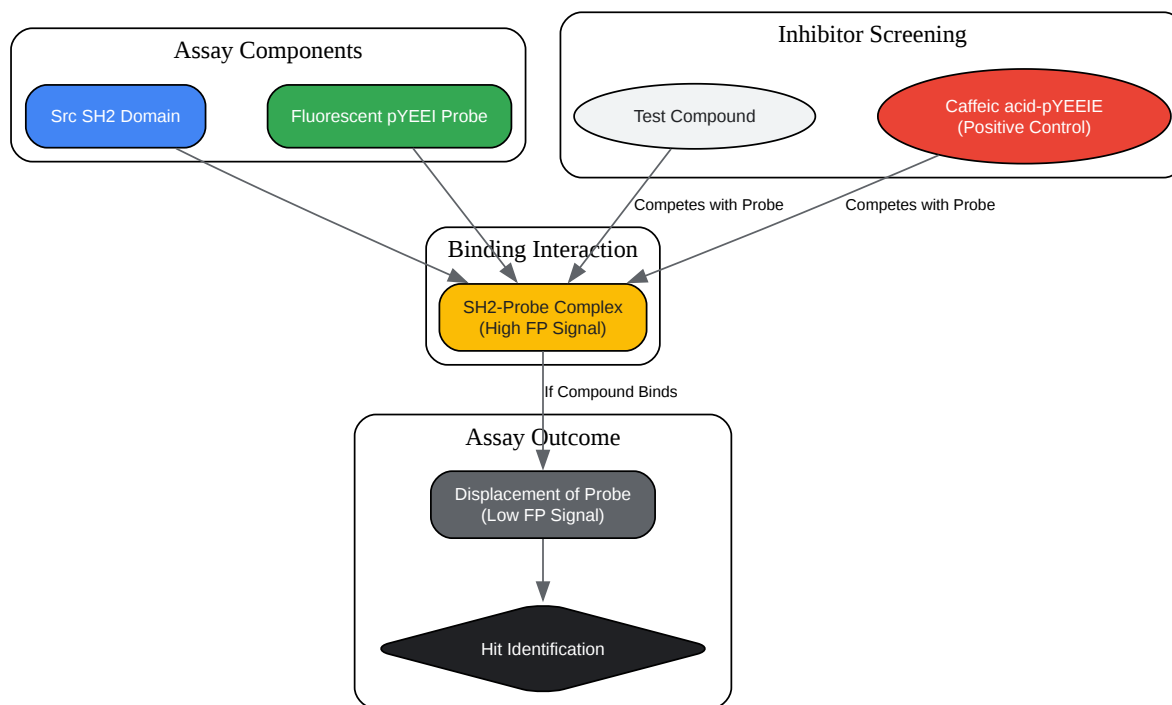 Assay Components
Inhibitor Screening
Src SH2 Domain
Fluorescent pYEEI Probe
Test Compound
Caffeic acid-pYEEIE
(Positive Control)
Competes with Probe
Competes with Probe
Binding Interaction
SH2-Probe Complex
(High FP Signal)
If Compound Binds
Assay Outcome
Displacement of Probe
(Low FP Signal)
Hit Identification